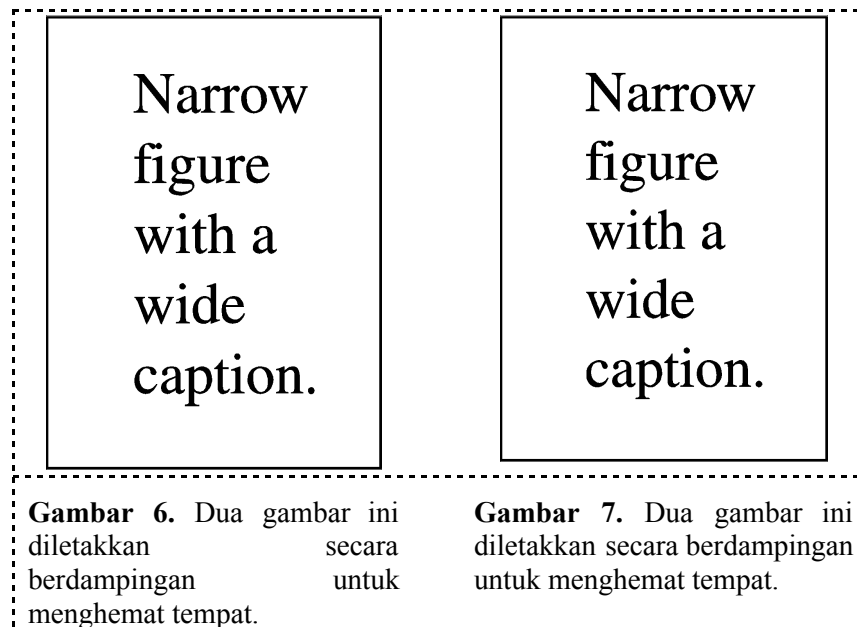 Narrow
figure
with a
wide
caption.
Narrow
figure
with a
wide
caption.
Gambar 6. Dua gambar ini
diletakkan secara
berdampingan untuk
menghemat tempat.
Gambar 7. Dua gambar ini
diletakkan secara berdampingan
untuk menghemat tempat.